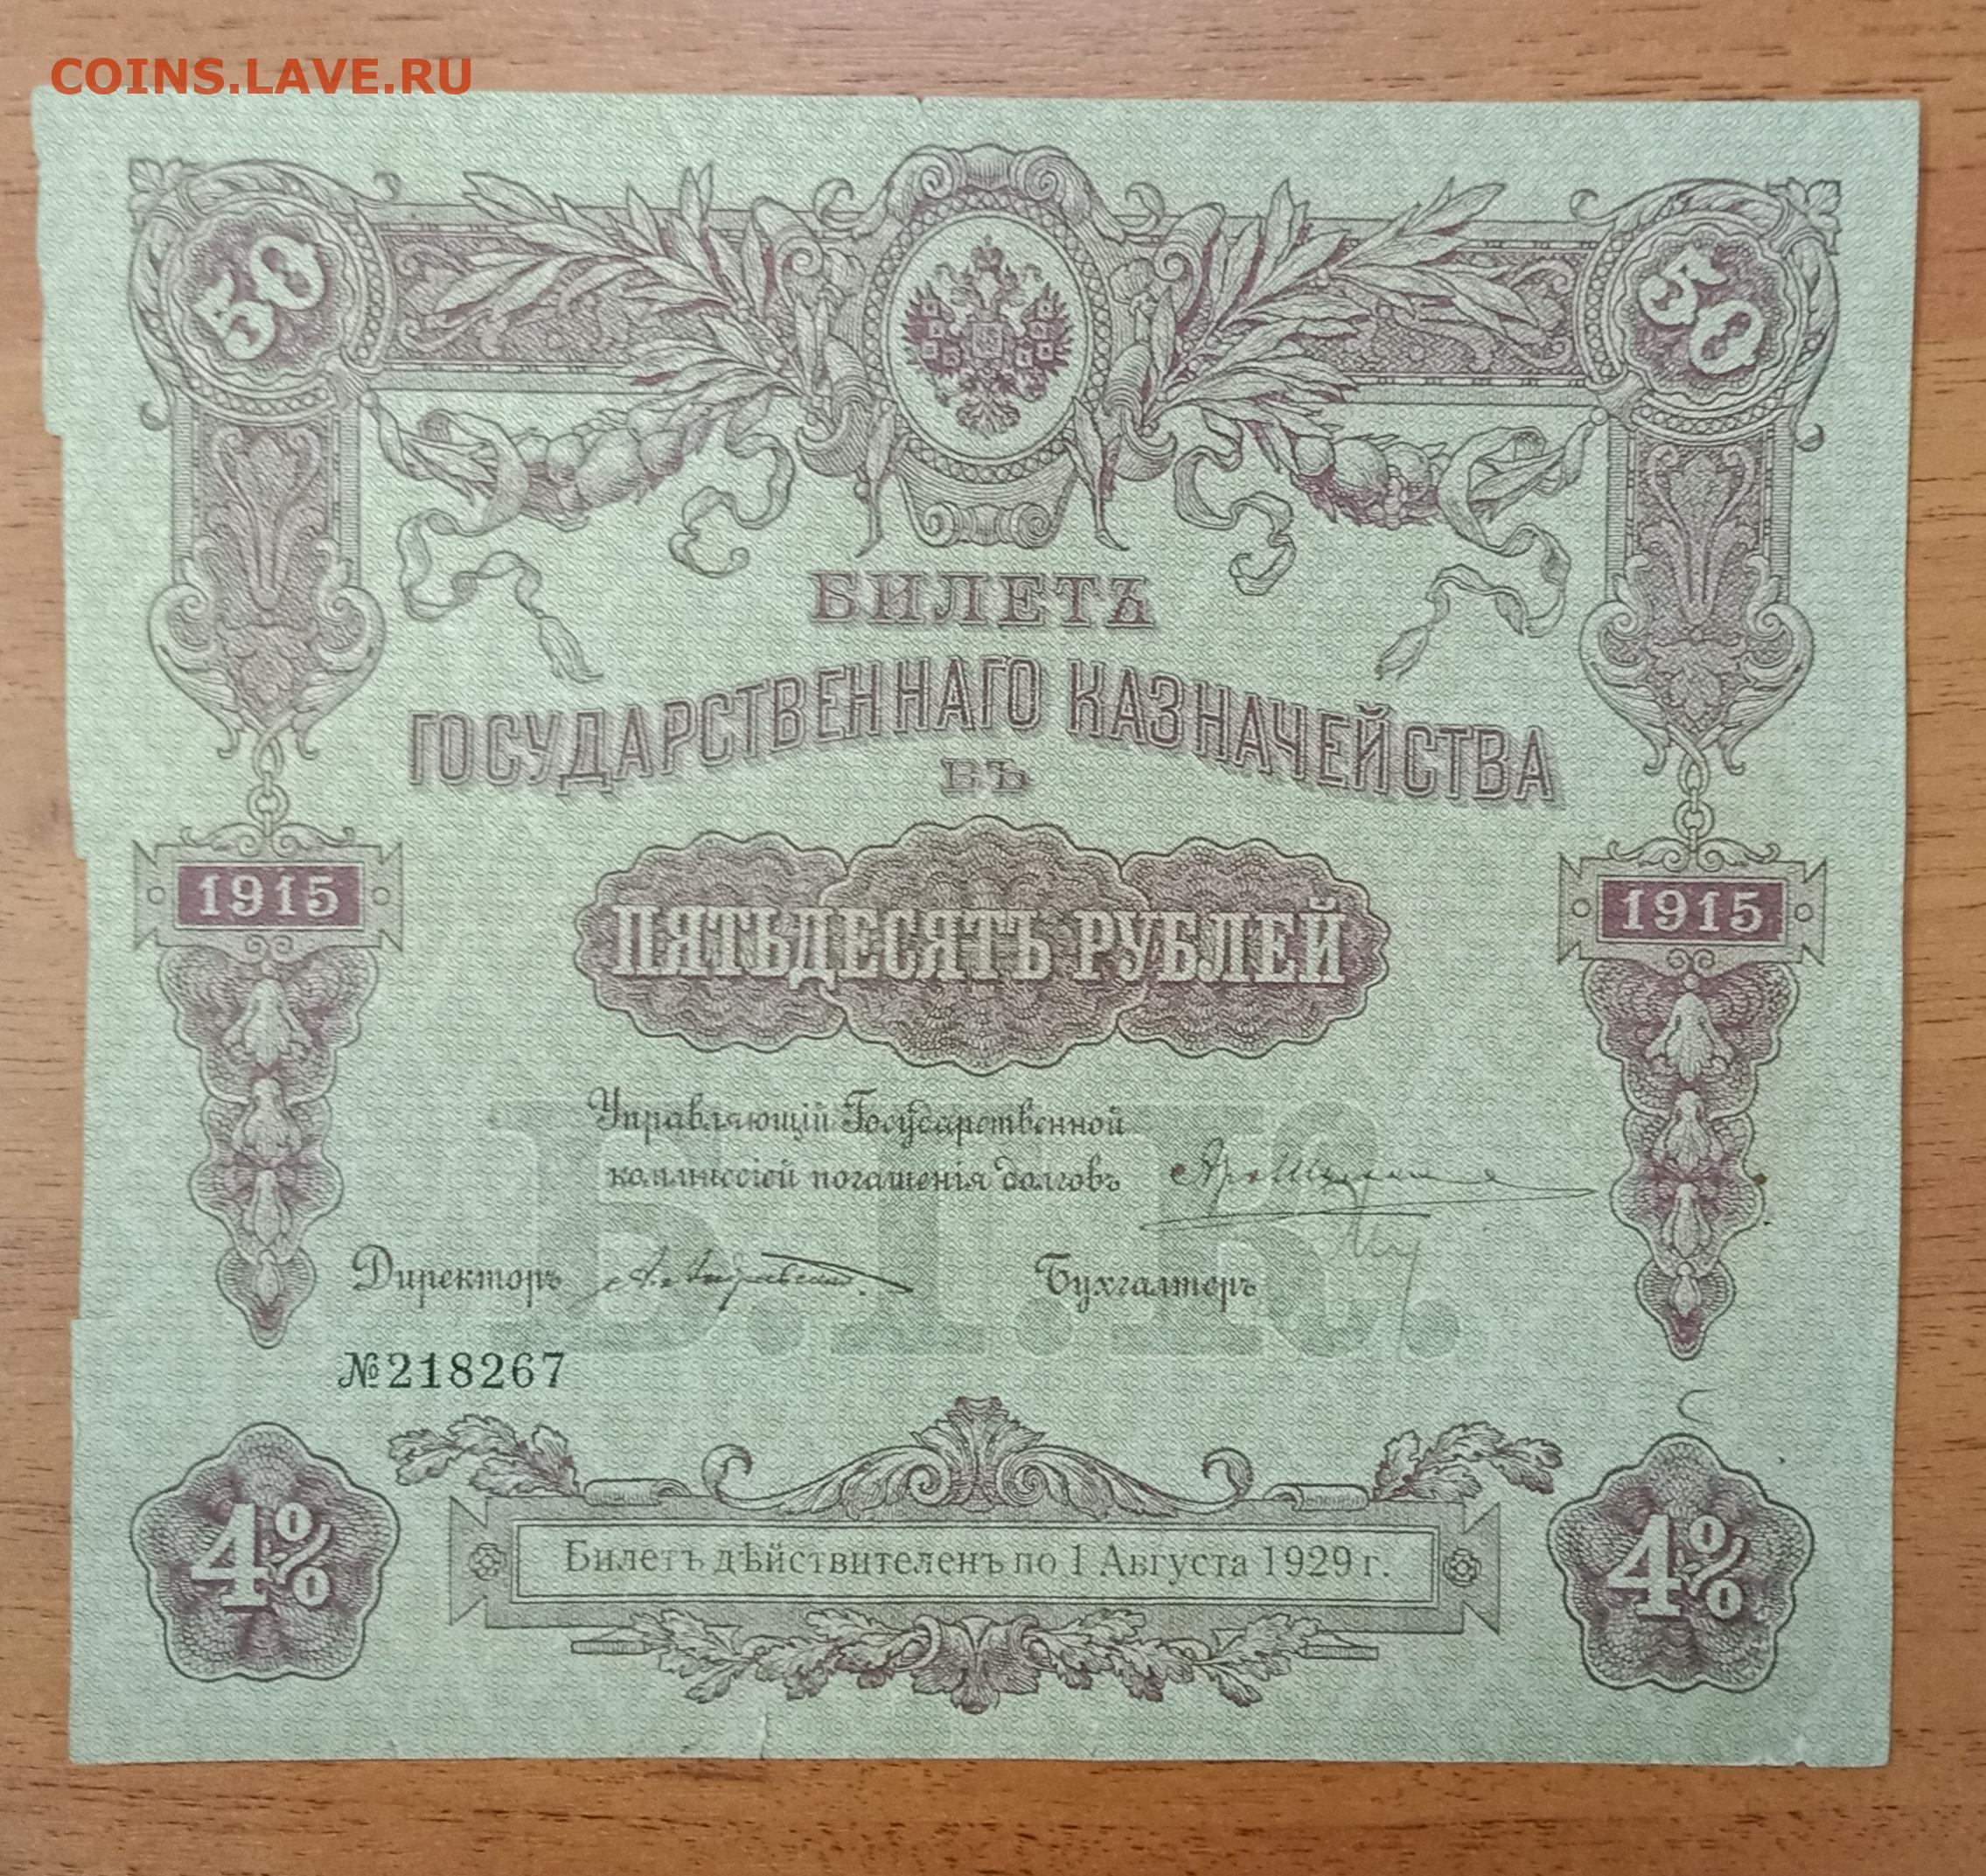 COINS.LAVE.RU
50 50
БИЛЕТЪ
ГОСУДАРСТВЕННАГО КАЗНАЧЕЙСТВА
ВЪ
1915 1915
ПЯТЬДЕСЯТЪ РУБЛЕЙ
Управляющій Государственной
коммиссіей погашенія долговъ
Директоръ Бухгалтеръ
Б.Г.К.
№218267
4% 4%
Билетъ дѣйствителенъ по 1 Августа 1929 г.